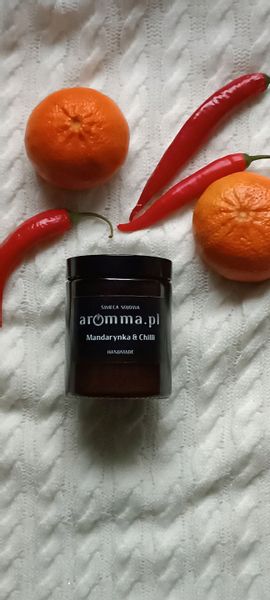 ŚWIECA SOJOWA
aromma.pl
Mandarynka & Chilli
HANDMADE